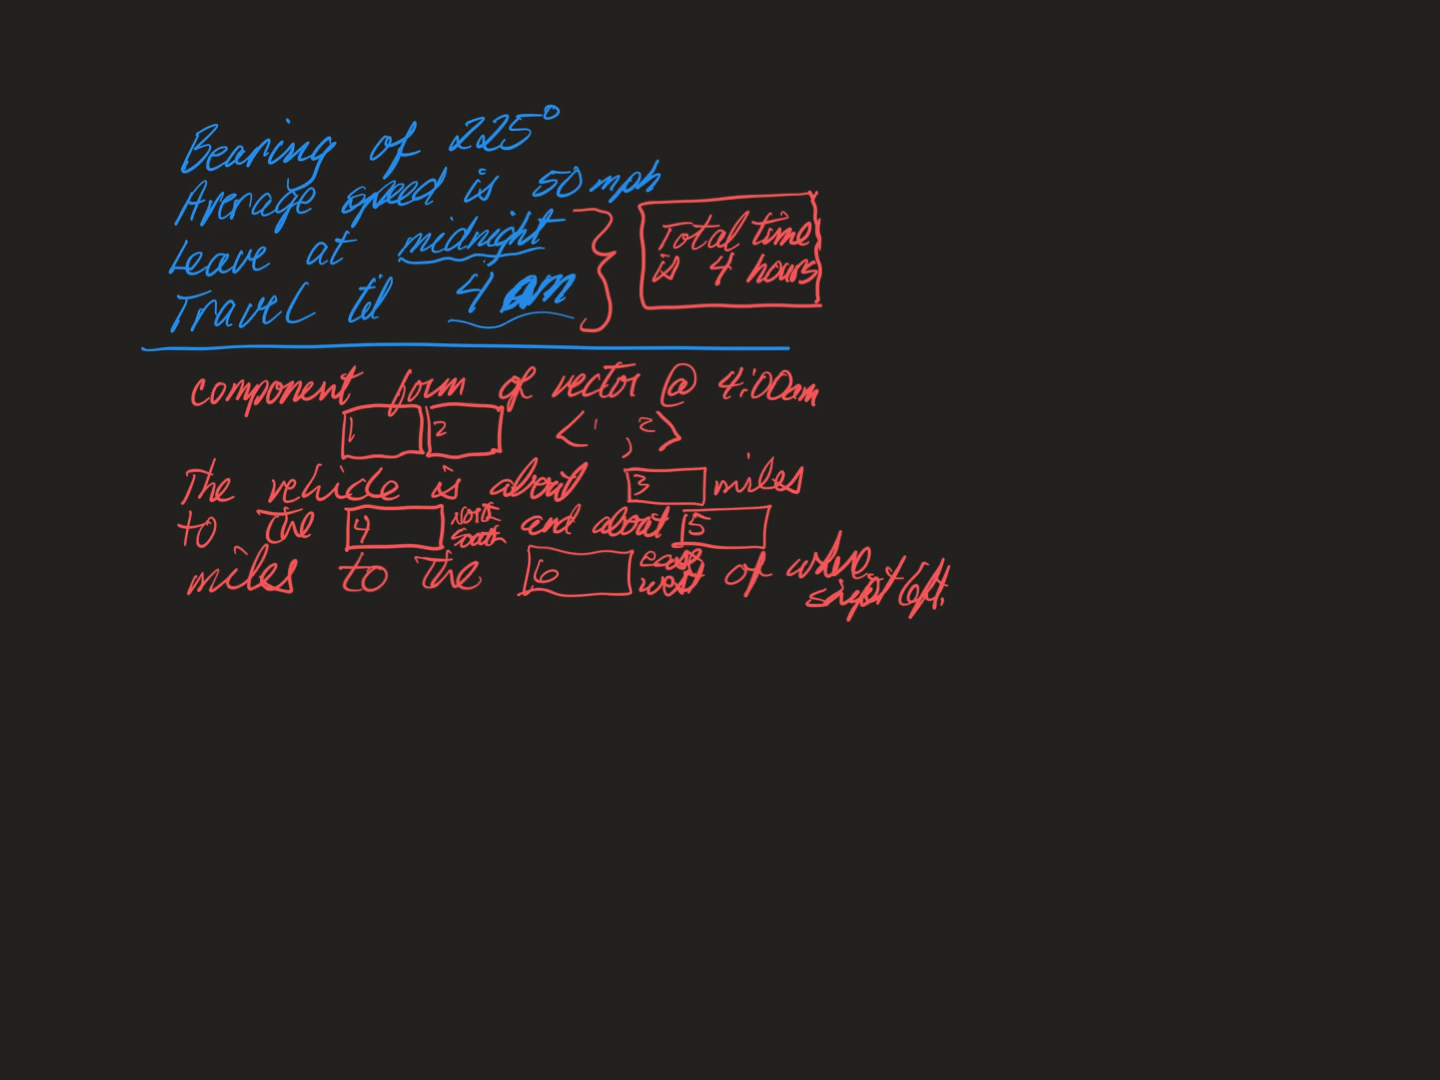 Bearing of 225°
Average speed is 50 mph
Leave at midnight
Travel til 4 am
Total time
is 4 hours
component form of vector @ 4:00am
1 2 <1 , 2>
The vehicle is about 3 miles
to the 4 north south and about 5
miles to the 6 east west of where
ship left.